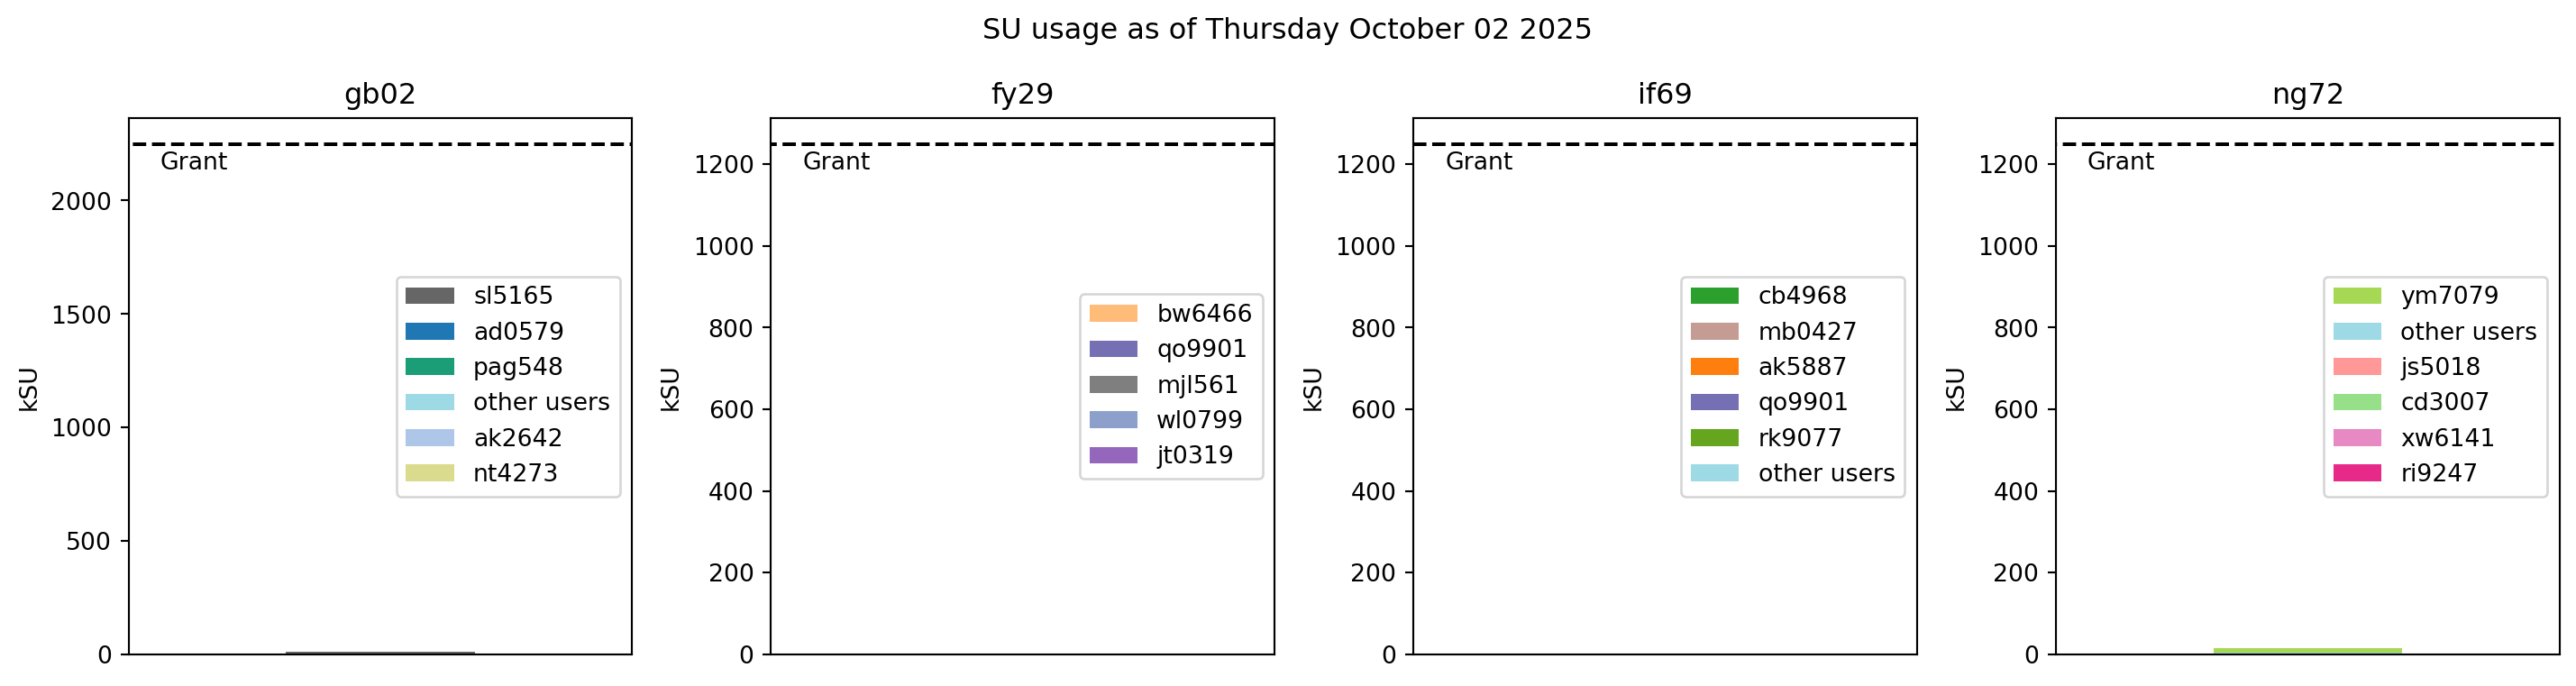 SU usage as of Thursday October 02 2025
gb02
kSU
2000
1500
1000
500
0
Grant
sl5165
ad0579
pag548
other users
ak2642
nt4273
fy29
kSU
1200
1000
800
600
400
200
0
Grant
bw6466
qo9901
mjl561
wl0799
jt0319
if69
kSU
1200
1000
800
600
400
200
0
Grant
cb4968
mb0427
ak5887
qo9901
rk9077
other users
ng72
kSU
1200
1000
800
600
400
200
0
Grant
ym7079
other users
js5018
cd3007
xw6141
ri9247